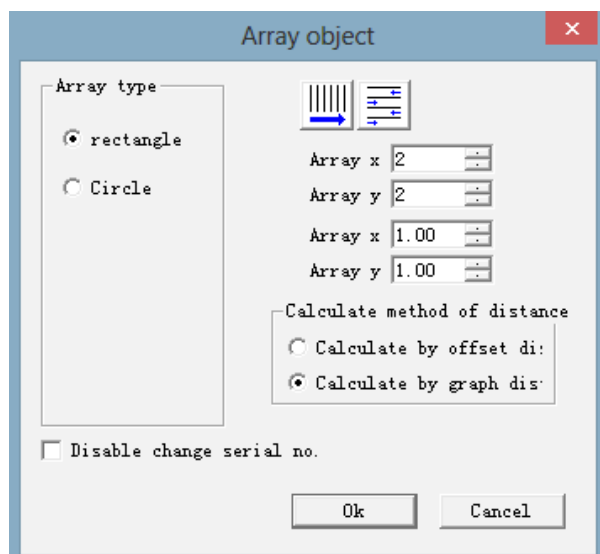 Array object
Array type
rectangle
Circle
Array x 2
Array y 2
Array x 1.00
Array y 1.00
Calculate method of distance
Calculate by offset di:
Calculate by graph dis
Disable change serial no.
Ok
Cancel